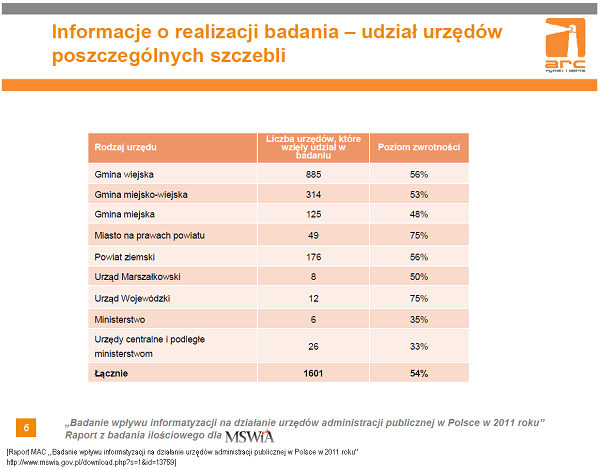 Informacje o realizacji badania – udział urzędów
poszczególnych szczebli
arc
rynek i opinia
Rodzaj urzędu
Liczba urzędów, które
wzięły udział w
badaniu
Poziom zwrotności
Gmina wiejska 885 56%
Gmina miejsko-wiejska 314 53%
Gmina miejska 125 48%
Miasto na prawach powiatu 49 75%
Powiat ziemski 176 56%
Urząd Marszałkowski 8 50%
Urząd Wojewódzki 12 75%
Ministerstwo 6 35%
Urzędy centralne i podległe
ministerstwom
26 33%
Łącznie 1601 54%
6
„Badanie wpływu informatyzacji na działanie urzędów administracji publicznej w Polsce w 2011 roku”
Raport z badania ilościowego dla MSWiA
[Raport MAC ,,Badanie wpływu informatyzacji na działanie urzędów administracji publicznej w Polsce w 2011 roku"
http://www.mswia.gov.pl/download.php?s=1&id=13759]